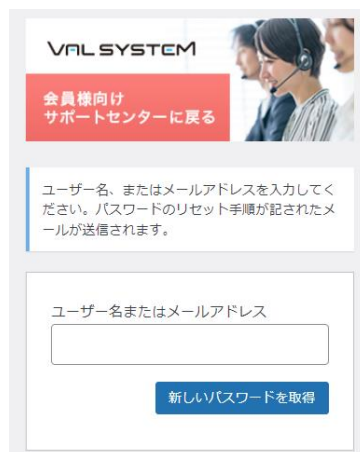 VALSYSTEM
会員様向け
サポートセンターに戻る
ユーザー名、またはメールアドレスを入力してく
ださい。パスワードのリセット手順が記されたメ
ールが送信されます。
ユーザー名またはメールアドレス
新しいパスワードを取得